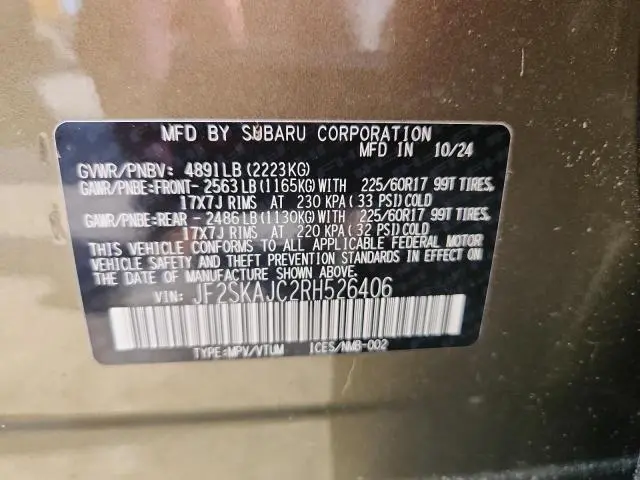 MFD BY SUBARU CORPORATION
MFD IN 10/24
GVWR/PNBV: 4891LB (2223KG)
GAWR/PNBE:FRONT-2563LB(1165KG)WITH 225/60R17 99T TIRES,
17X7J RIMS AT 230 KPA (33 PSI)COLD
GAWR/PNBE:REAR -2486LB(1130KG)WITH 225/60R17 99T TIRES,
17X7J RIMS AT 220 KPA (32 PSI)COLD
THIS VEHICLE CONFORMS TO ALL APPLICABLE FEDERAL MOTOR
VEHICLE SAFETY AND THEFT PREVENTION STANDARDS IN EFFECT
ON THE DATE OF MANUFACTURE SHOWN ABOVE.
VIN: JF2SKAJC2RH526406
TYPE:MPV/VTUM ICES/NMB-002